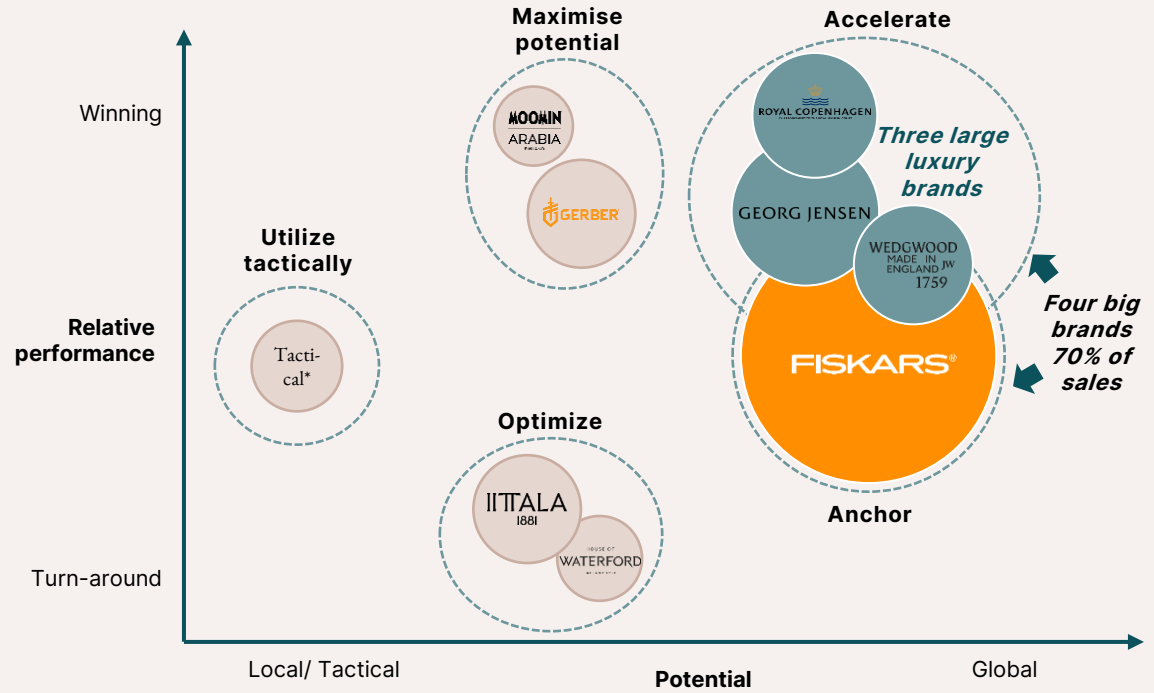 Maximise
potential
Accelerate
Winning
ROYAL COPENHAGEN
MOOMIN
ARABIA
Three large
luxury
brands
GERBER
GEORG JENSEN
Utilize
tactically
WEDGWOOD
MADE IN
ENGLAND JW
1759
Relative
performance
Tacti-
cal*
FISKARS®
Four big
brands
70% of
sales
Optimize
IITTALA
1881
Anchor
HOUSE OF
WATERFORD
Turn-around
Local/ Tactical
Potential
Global